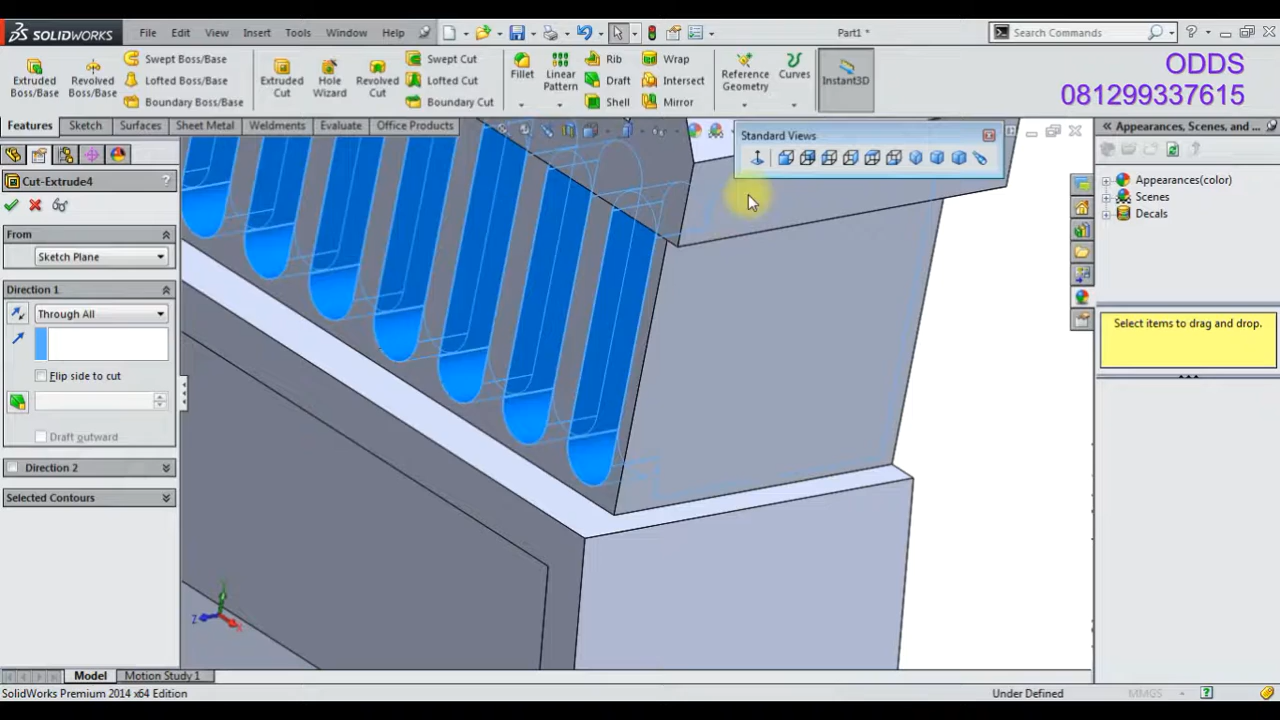 SOLIDWORKS File Edit View Insert Tools Window Help Part1 * Search Commands
ODDS
081299337615
Extruded Boss/Base
Revolved Boss/Base
Swept Boss/Base
Lofted Boss/Base
Boundary Boss/Base
Extruded Cut
Hole Wizard
Revolved Cut
Swept Cut
Lofted Cut
Boundary Cut
Fillet
Linear Pattern
Rib
Draft
Shell
Wrap
Intersect
Mirror
Reference Geometry
Curves
Instant3D
Features Sketch Surfaces Sheet Metal Weldments Evaluate Office Products
Standard Views
Appearances, Scenes, and...
Cut-Extrude4 ?
From
Sketch Plane
Direction 1
Through All
Flip side to cut
Draft outward
Direction 2
Selected Contours
Appearances(color)
Scenes
Decals
Select items to drag and drop.
Y
Z
X
Model Motion Study 1
SolidWorks Premium 2014 x64 Edition Under Defined MMGS